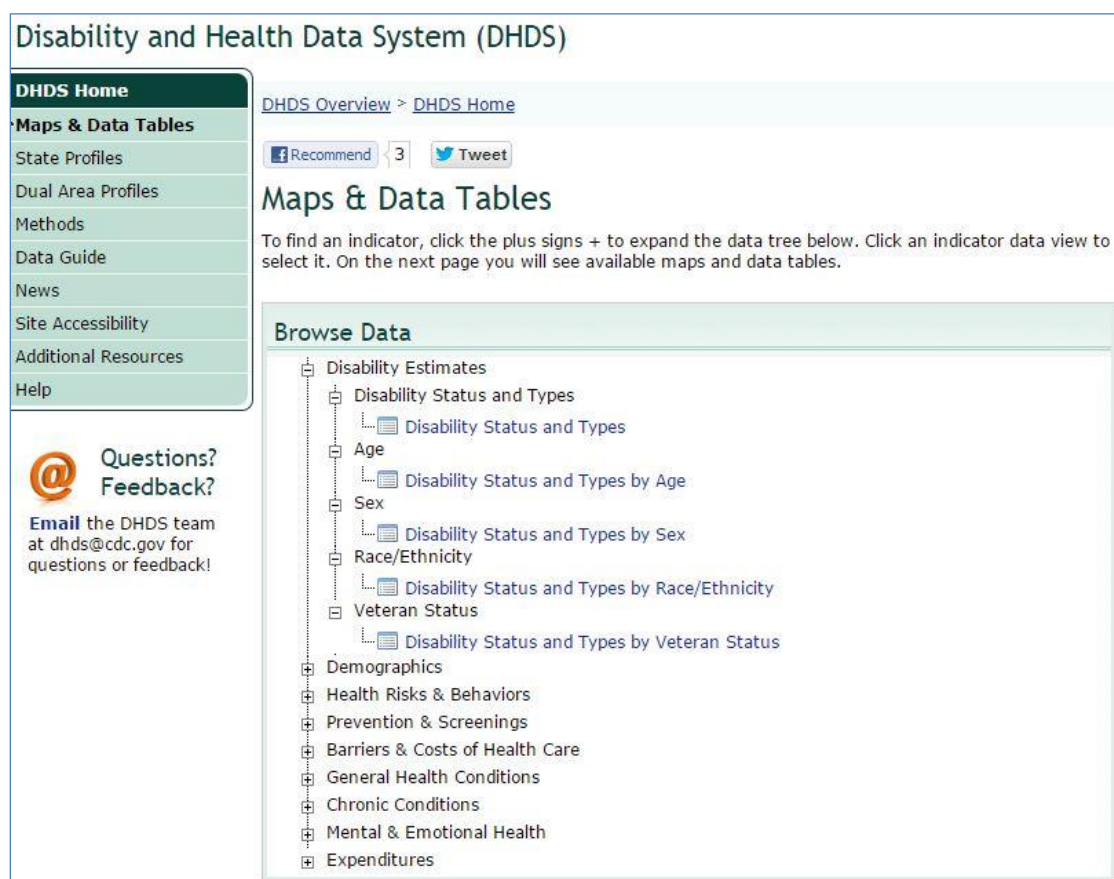 Disability and Health Data System (DHDS)
DHDS Home
Maps & Data Tables
State Profiles
Dual Area Profiles
Methods
Data Guide
News
Site Accessibility
Additional Resources
Help
Questions?
Feedback?
Email the DHDS team
at dhds@cdc.gov for
questions or feedback!
DHDS Overview > DHDS Home
Recommend 3 Tweet
Maps & Data Tables
To find an indicator, click the plus signs + to expand the data tree below. Click an indicator data view to
select it. On the next page you will see available maps and data tables.
Browse Data
Disability Estimates
Disability Status and Types
Disability Status and Types
Age
Disability Status and Types by Age
Sex
Disability Status and Types by Sex
Race/Ethnicity
Disability Status and Types by Race/Ethnicity
Veteran Status
Disability Status and Types by Veteran Status
Demographics
Health Risks & Behaviors
Prevention & Screenings
Barriers & Costs of Health Care
General Health Conditions
Chronic Conditions
Mental & Emotional Health
Expenditures